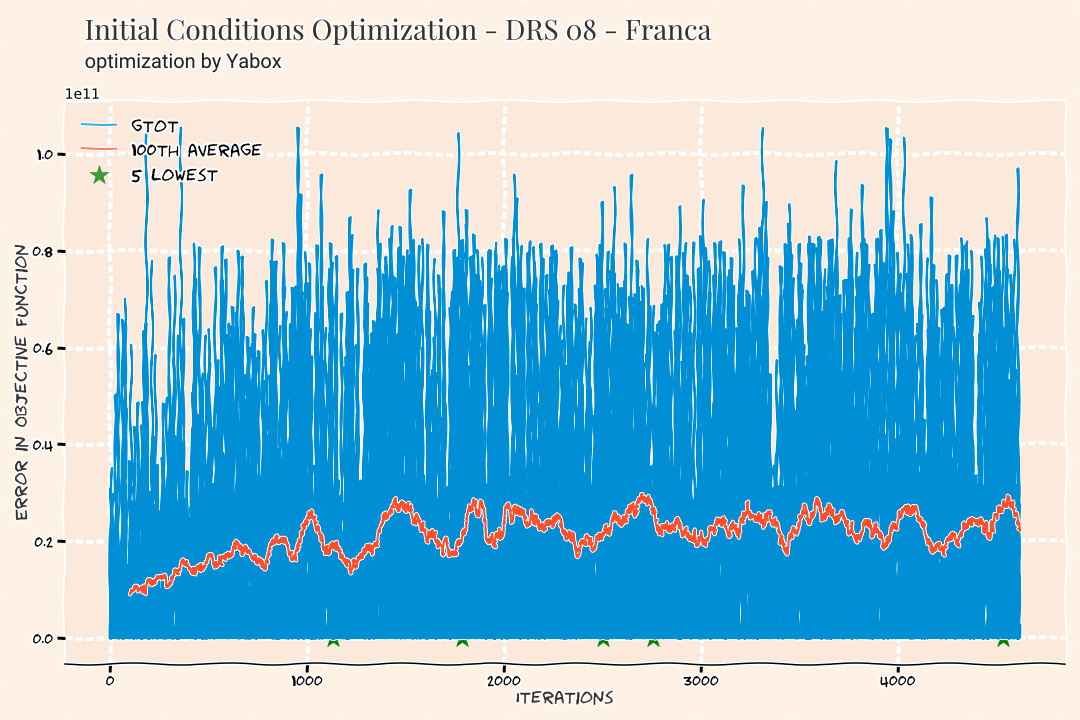 Initial Conditions Optimization - DRS 08 - Franca
optimization by Yabox
1e11
GTOT
100TH AVERAGE
5 LOWEST
1.0
0.8
0.6
0.4
0.2
0.0
ERROR IN OBJECTIVE FUNCTION
0 1000 2000 3000 4000
ITERATIONS